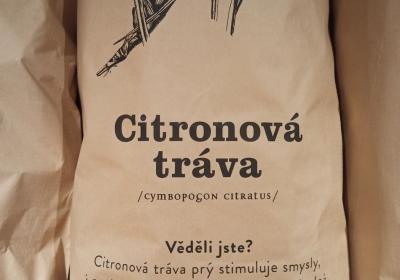 Citronová
tráva
/CYMBOPOGON CITRATUS/
Věděli jste?
Citronová tráva prý stimuluje smysly,